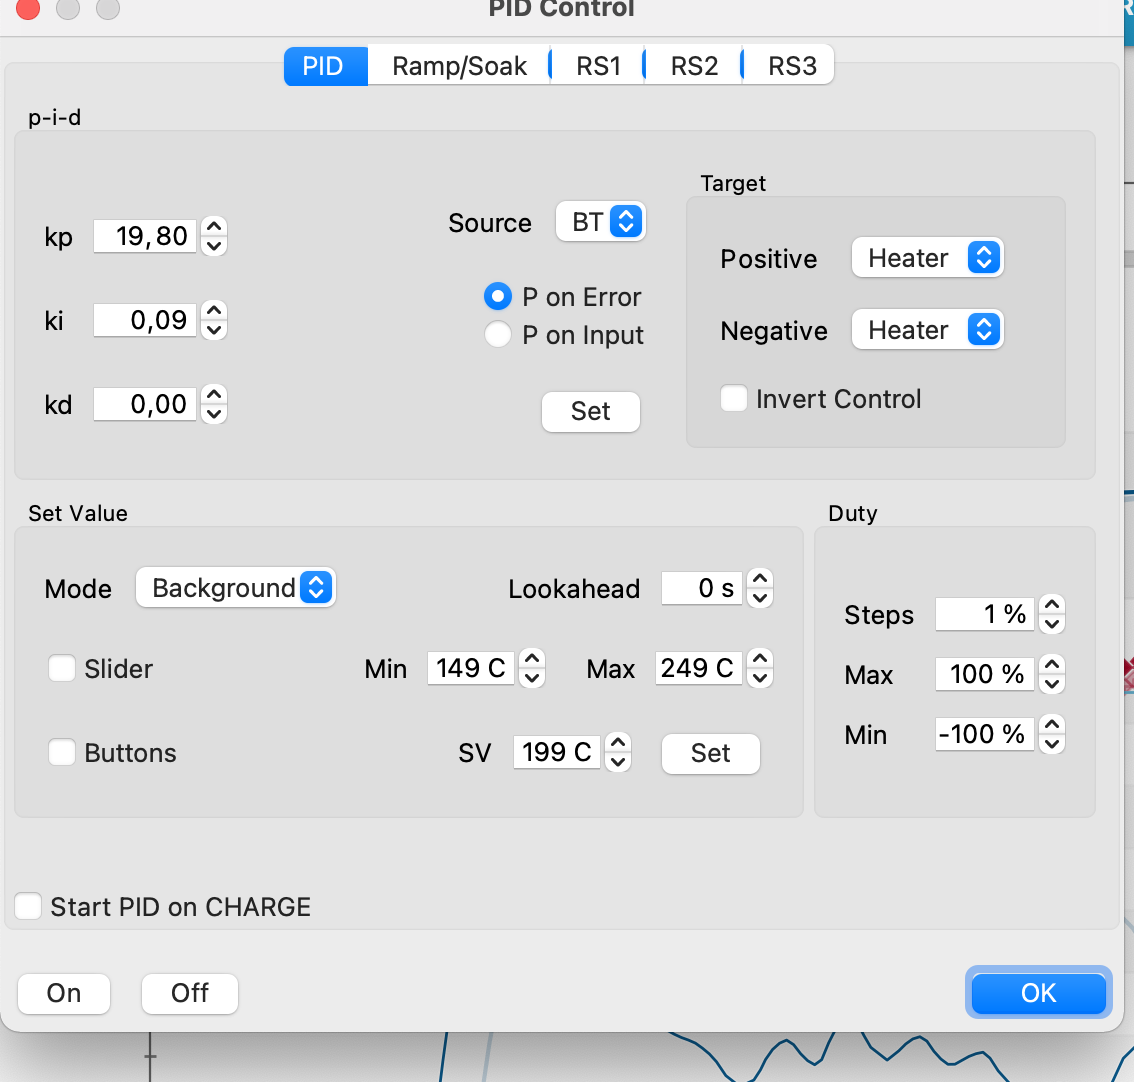 PID Control
PID Ramp/Soak RS1 RS2 RS3
p-i-d
Target
kp 19,80 Source BT
Positive Heater
P on Error
ki 0,09 P on Input
Negative Heater
kd 0,00 Set
Invert Control
Set Value Duty
Mode Background Lookahead 0 s
Steps 1 %
Slider Min 149 C Max 249 C
Max 100 %
Min -100 %
Buttons SV 199 C Set
Start PID on CHARGE
On Off OK